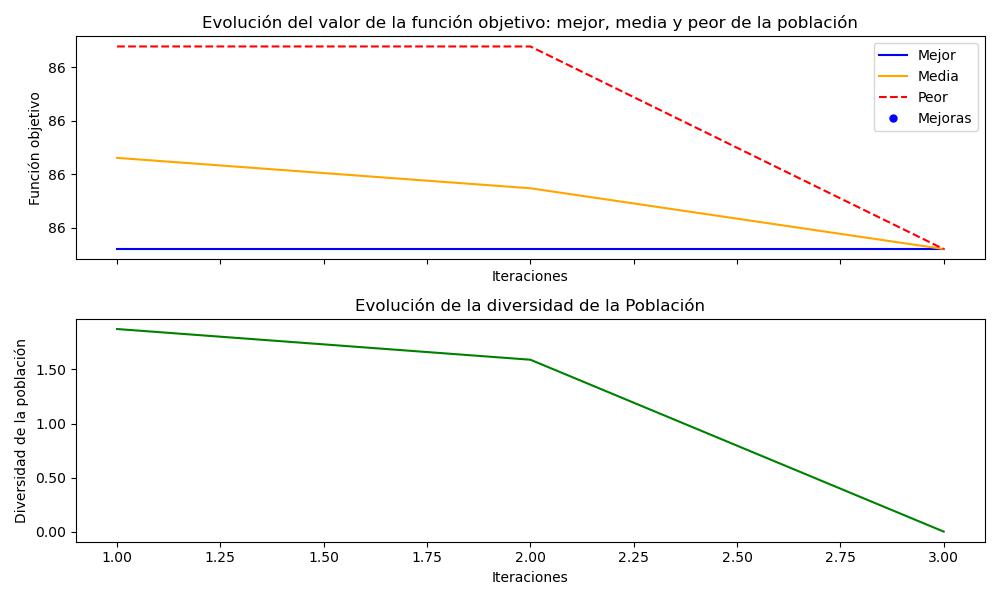 Evolución del valor de la función objetivo: mejor, media y peor de la población
Función objetivo
86
86
86
86
Mejor
Media
Peor
Mejoras
Iteraciones
Evolución de la diversidad de la Población
Diversidad de la población
1.50
1.00
0.50
0.00
1.00 1.25 1.50 1.75 2.00 2.25 2.50 2.75 3.00
Iteraciones